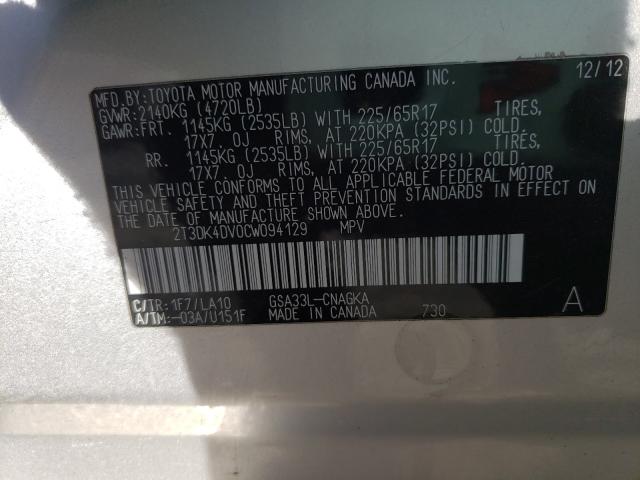 MFD.BY:TOYOTA MOTOR MANUFACTURING CANADA INC. 12/12
GVWR:2140KG (4720LB)
GAWR:FRT. 1145KG (2535LB) WITH 225/65R17 TIRES,
17X7.0J RIMS, AT 220KPA (32PSI) COLD.
RR. 1145KG (2535LB) WITH 225/65R17 TIRES,
17X7.0J RIMS, AT 220KPA (32PSI) COLD.
THIS VEHICLE CONFORMS TO ALL APPLICABLE FEDERAL MOTOR
VEHICLE SAFETY AND THEFT PREVENTION STANDARDS IN EFFECT ON
THE DATE OF MANUFACTURE SHOWN ABOVE.
2T3DK4DV0CW094129 MPV
C/TR:1F7/LA10 GSA33L-CNAGKA
A/TM:-03A/U151F MADE IN CANADA 730 A